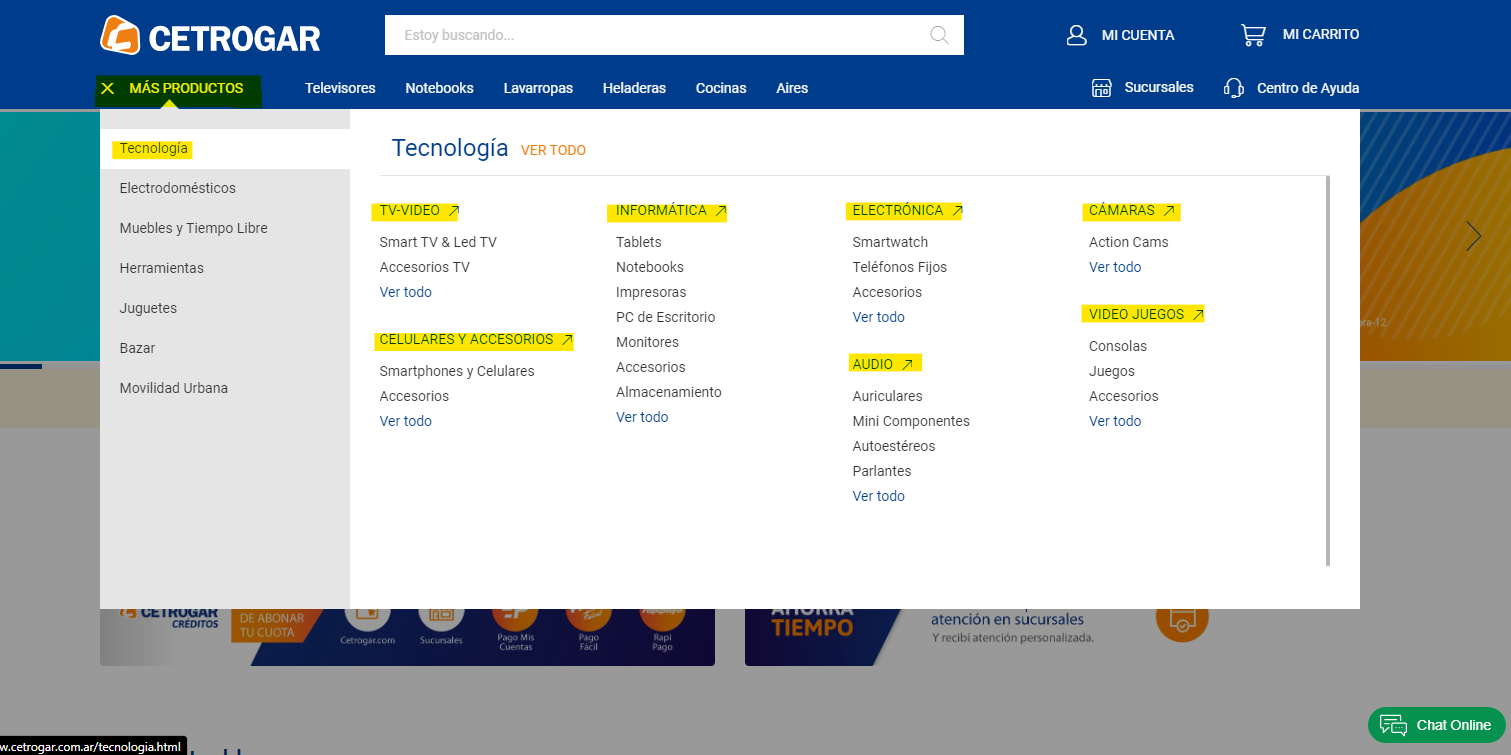 CETROGAR
Estoy buscando...
MI CUENTA
MI CARRITO
MÁS PRODUCTOS
Televisores
Notebooks
Lavarropas
Heladeras
Cocinas
Aires
Sucursales
Centro de Ayuda
Tecnología
Electrodomésticos
Muebles y Tiempo Libre
Herramientas
Juguetes
Bazar
Movilidad Urbana
Tecnología VER TODO
TV-VIDEO
Smart TV & Led TV
Accesorios TV
Ver todo
CELULARES Y ACCESORIOS
Smartphones y Celulares
Accesorios
Ver todo
INFORMÁTICA
Tablets
Notebooks
Impresoras
PC de Escritorio
Monitores
Accesorios
Almacenamiento
Ver todo
ELECTRÓNICA
Smartwatch
Teléfonos Fijos
Accesorios
Ver todo
AUDIO
Auriculares
Mini Componentes
Autoestéreos
Parlantes
Ver todo
CÁMARAS
Action Cams
Ver todo
VIDEO JUEGOS
Consolas
Juegos
Accesorios
Ver todo
ora-12
CETROGAR
CRÉDITOS
DE ABONAR
TU CUOTA
Cetrogar.com
Sucursales
Pago Mis
Cuentas
Pago
Fácil
Rapi
Pago
AHORRA
TIEMPO
atención en sucursales
Y recibí atención personalizada.
Chat Online
w.cetrogar.com.ar/tecnologia.html